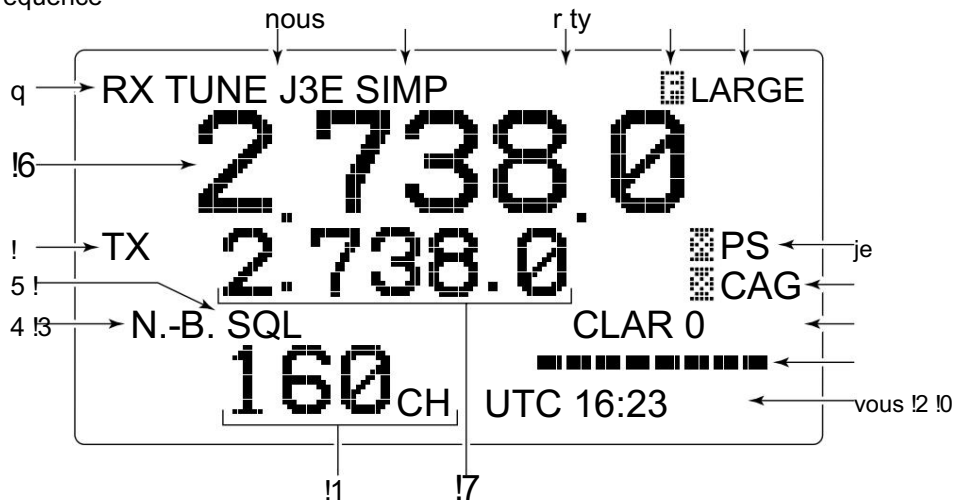 équence
nous r ty
q RX TUNE J3E SIMP G LARGE
!6 2.738.0
! TX 2.738.0 PS je
5 ! CAG
4 !3 N.-B. SQL CLAR 0
160 CH UTC 16:23 vous !2 !0
!1 !7